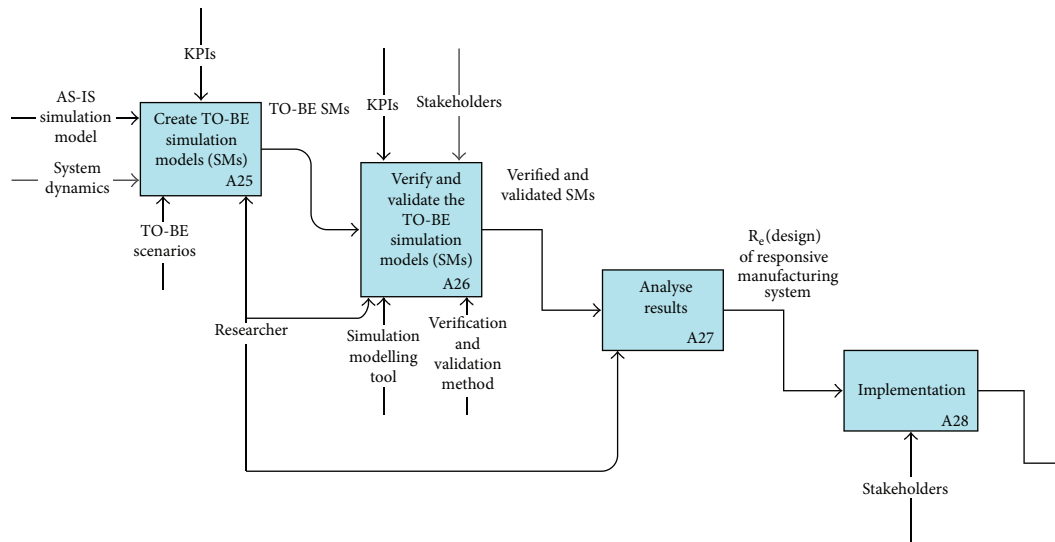 KPIs
AS-IS
simulation
model
System
dynamics
Create TO-BE
simulation
models (SMs)
A25
TO-BE
scenarios
TO-BE SMs
KPIs
Stakeholders
Verify and
validate the
TO-BE
simulation
models (SMs)
A26
Verified and
validated SMs
Researcher
Simulation
modelling
tool
Verification
and
validation
method
Analyse
results
A27
Re(design)
of responsive
manufacturing
system
Implementation
A28
Stakeholders